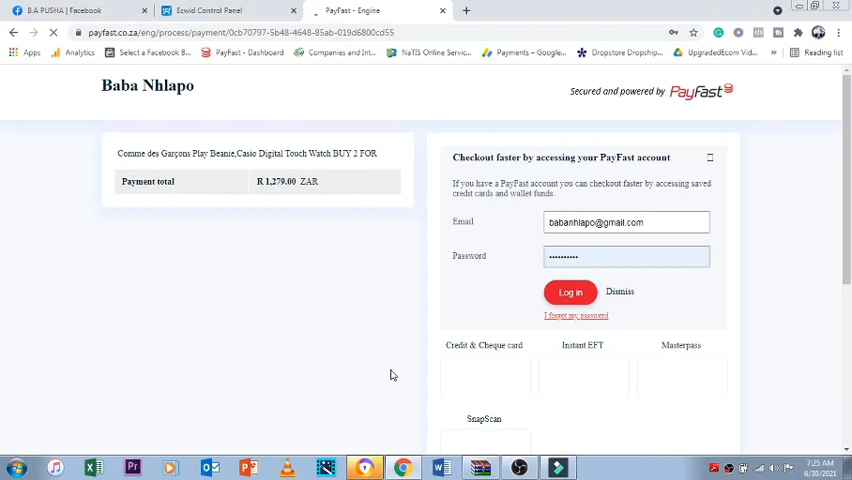 B.A PUSHA | Facebook
Ecwid Control Panel
PayFast - Engine
payfast.co.za/eng/process/payment/0cb70797-5b48-4648-85ab-019d6800cd55
Apps
Analytics
Select a Facebook B...
PayFast - Dashboard
Companies and Int...
NaTIS Online Servic...
Payments – Google...
Dropstore Dropship...
UpgradedEcom Vid...
Reading list
Baba Nhlapo
Secured and powered by PayFast
Comme des Garçons Play Beanie,Casio Digital Touch Watch BUY 2 FOR
Payment total
R 1,279.00 ZAR
Checkout faster by accessing your PayFast account
If you have a PayFast account you can checkout faster by accessing saved
credit cards and wallet funds.
Email
babanhlapo@gmail.com
Password
••••••••••
Log in
Dismiss
I forgot my password
Credit & Cheque card
Instant EFT
Masterpass
SnapScan
7:25 AM
6/30/2021